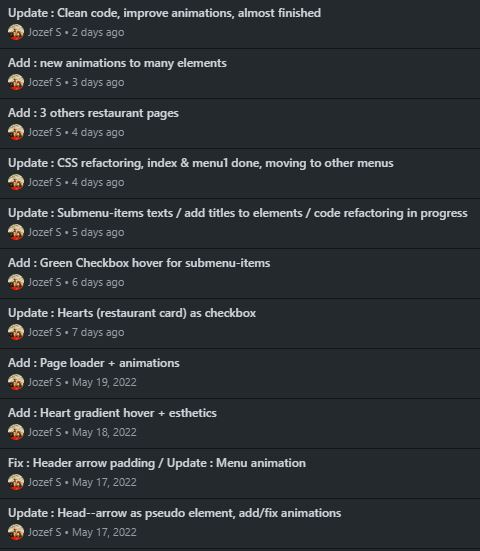 Update : Clean code, improve animations, almost finished
Jozef S • 2 days ago
Add : new animations to many elements
Jozef S • 3 days ago
Add : 3 others restaurant pages
Jozef S • 4 days ago
Update : CSS refactoring, index & menu1 done, moving to other menus
Jozef S • 4 days ago
Update : Submenu-items texts / add titles to elements / code refactoring in progress
Jozef S • 5 days ago
Add : Green Checkbox hover for submenu-items
Jozef S • 6 days ago
Update : Hearts (restaurant card) as checkbox
Jozef S • 7 days ago
Add : Page loader + animations
Jozef S • May 19, 2022
Add : Heart gradient hover + esthetics
Jozef S • May 18, 2022
Fix : Header arrow padding / Update : Menu animation
Jozef S • May 17, 2022
Update : Head--arrow as pseudo element, add/fix animations
Jozef S • May 17, 2022